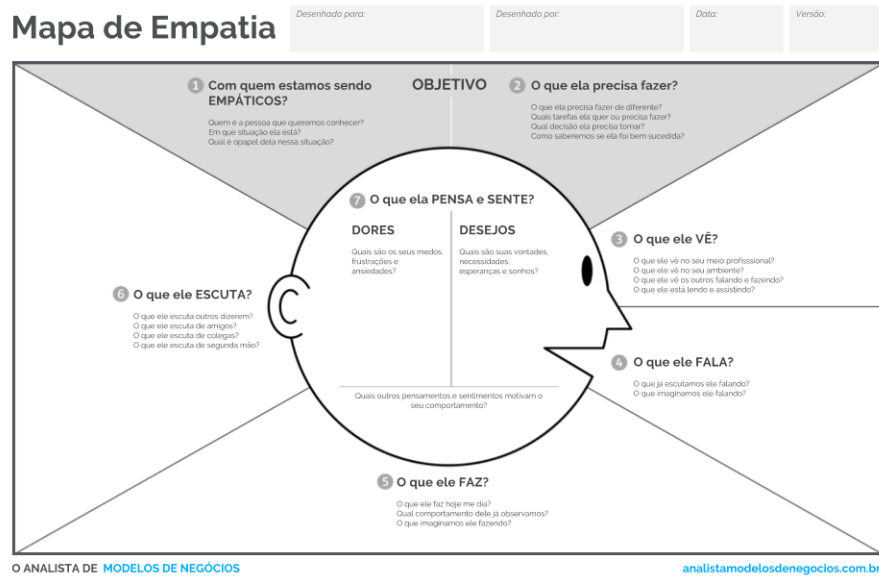 Mapa de Empatia
Desenhado para:
Desenhado por:
Data:
Versão:
1 Com quem estamos sendo
EMPÁTICOS?
Quem é a pessoa que queremos conhecer?
Em que situação ela está?
Qual é opapel dela nessa situação?
OBJETIVO
2 O que ela precisa fazer?
O que ela precisa fazer de diferente?
Quais tarefas ela quer ou precisa fazer?
Qual decisão ela precisa tomar?
Como saberemos se ela foi bem sucedida?
7 O que ela PENSA e SENTE?
DORES
Quais são os seus medos,
frustrações e
ansiedades?
DESEJOS
Quais são suas vontades,
necessidades,
esperanças e sonhos?
Quais outros pensamentos e sentimentos motivam o
seu comportamento?
3 O que ele VÊ?
O que ele vê no seu meio profisssional?
O que ele vê no seu ambiente?
O que ele vê os outros falando e fazendo?
O que ele está lendo e assistindo?
4 O que ele FALA?
O que já escutamos ele falando?
O que imaginamos ele falando?
5 O que ele FAZ?
O que ele faz hoje me dia?
Qual comportamento dele já observamos?
O que imaginamos ele fazendo?
6 O que ele ESCUTA?
O que ele escuta outros dizerem?
O que ele escuta de amigos?
O que ele escuta de colegas?
O que ele escuta de segunda mão?
O ANALISTA DE MODELOS DE NEGÓCIOS
analistamodelosdenegocios.com.br